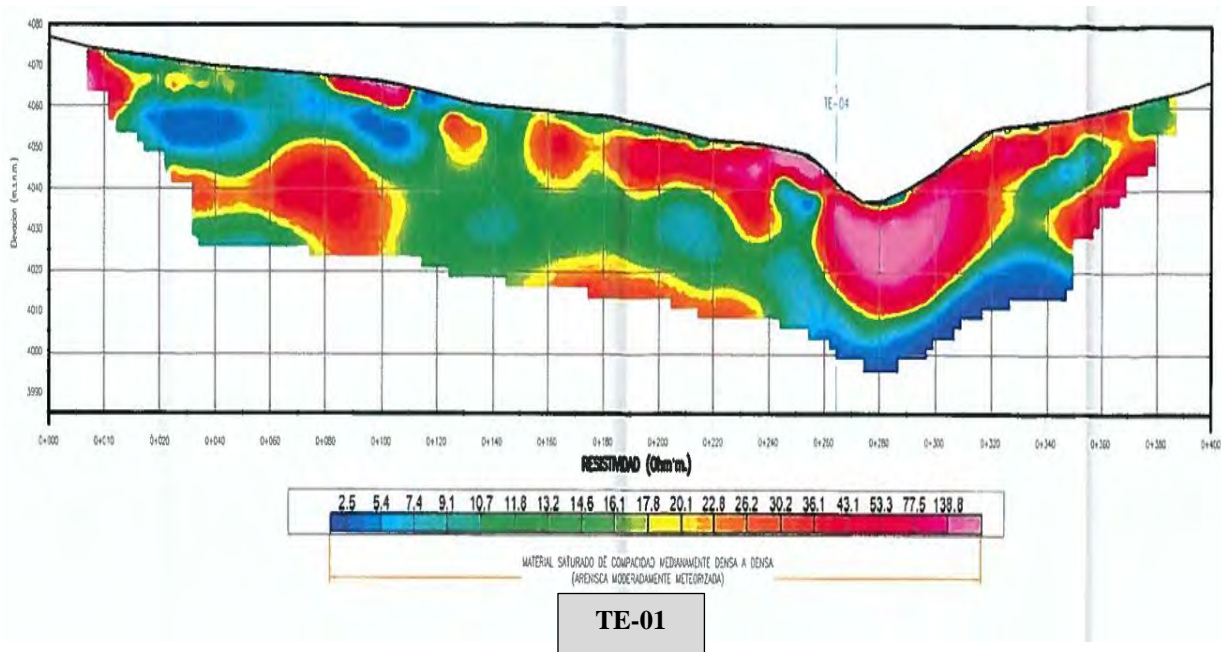 4080
4070
4060
4050
4040
4030
4020
4010
4000
3990
Elevación (m.s.n.m.)
TE-04
0+000 0+110 0+020 0+040 0+060 0+080 0+100 0+120 0+140 0+160 0+180 0+200 0+220 0+240 0+260 0+280 0+300 0+320 0+340 0+360 0+380 0+400
RESISTIVIDAD (Ohm*m.)
2.5 5.4 7.4 9.1 10.7 11.8 13.2 14.6 16.1 17.8 20.1 22.8 26.2 30.2 36.1 43.1 53.3 77.5 138.8
MATERIAL SATURADO DE COMPACIDAD MEDIANAMENTE DENSA A DENSA
(ARENISCA MODERADAMENTE METEORIZADA)
TE-01